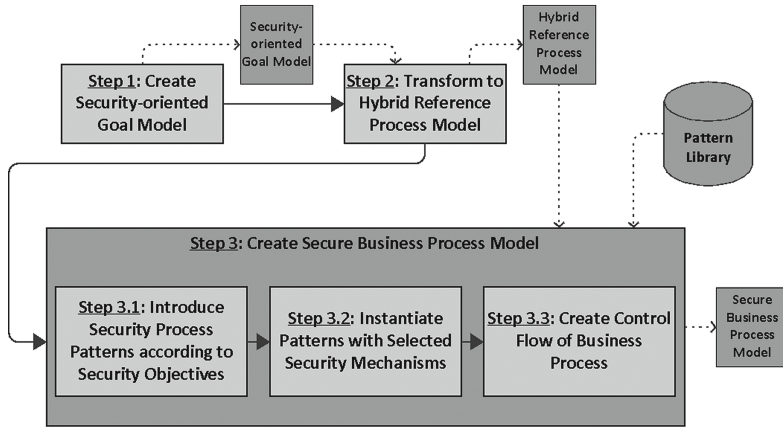 Security-
oriented
Goal Model
Hybrid
Reference
Process
Model
Step 1: Create
Security-oriented
Goal Model
Step 2: Transform to
Hybrid Reference
Process Model
Pattern
Library
Step 3: Create Secure Business Process Model
Step 3.1: Introduce
Security Process
Patterns according to
Security Objectives
Step 3.2: Instantiate
Patterns with Selected
Security Mechanisms
Step 3.3: Create Control
Flow of Business
Process
Secure
Business
Process
Model